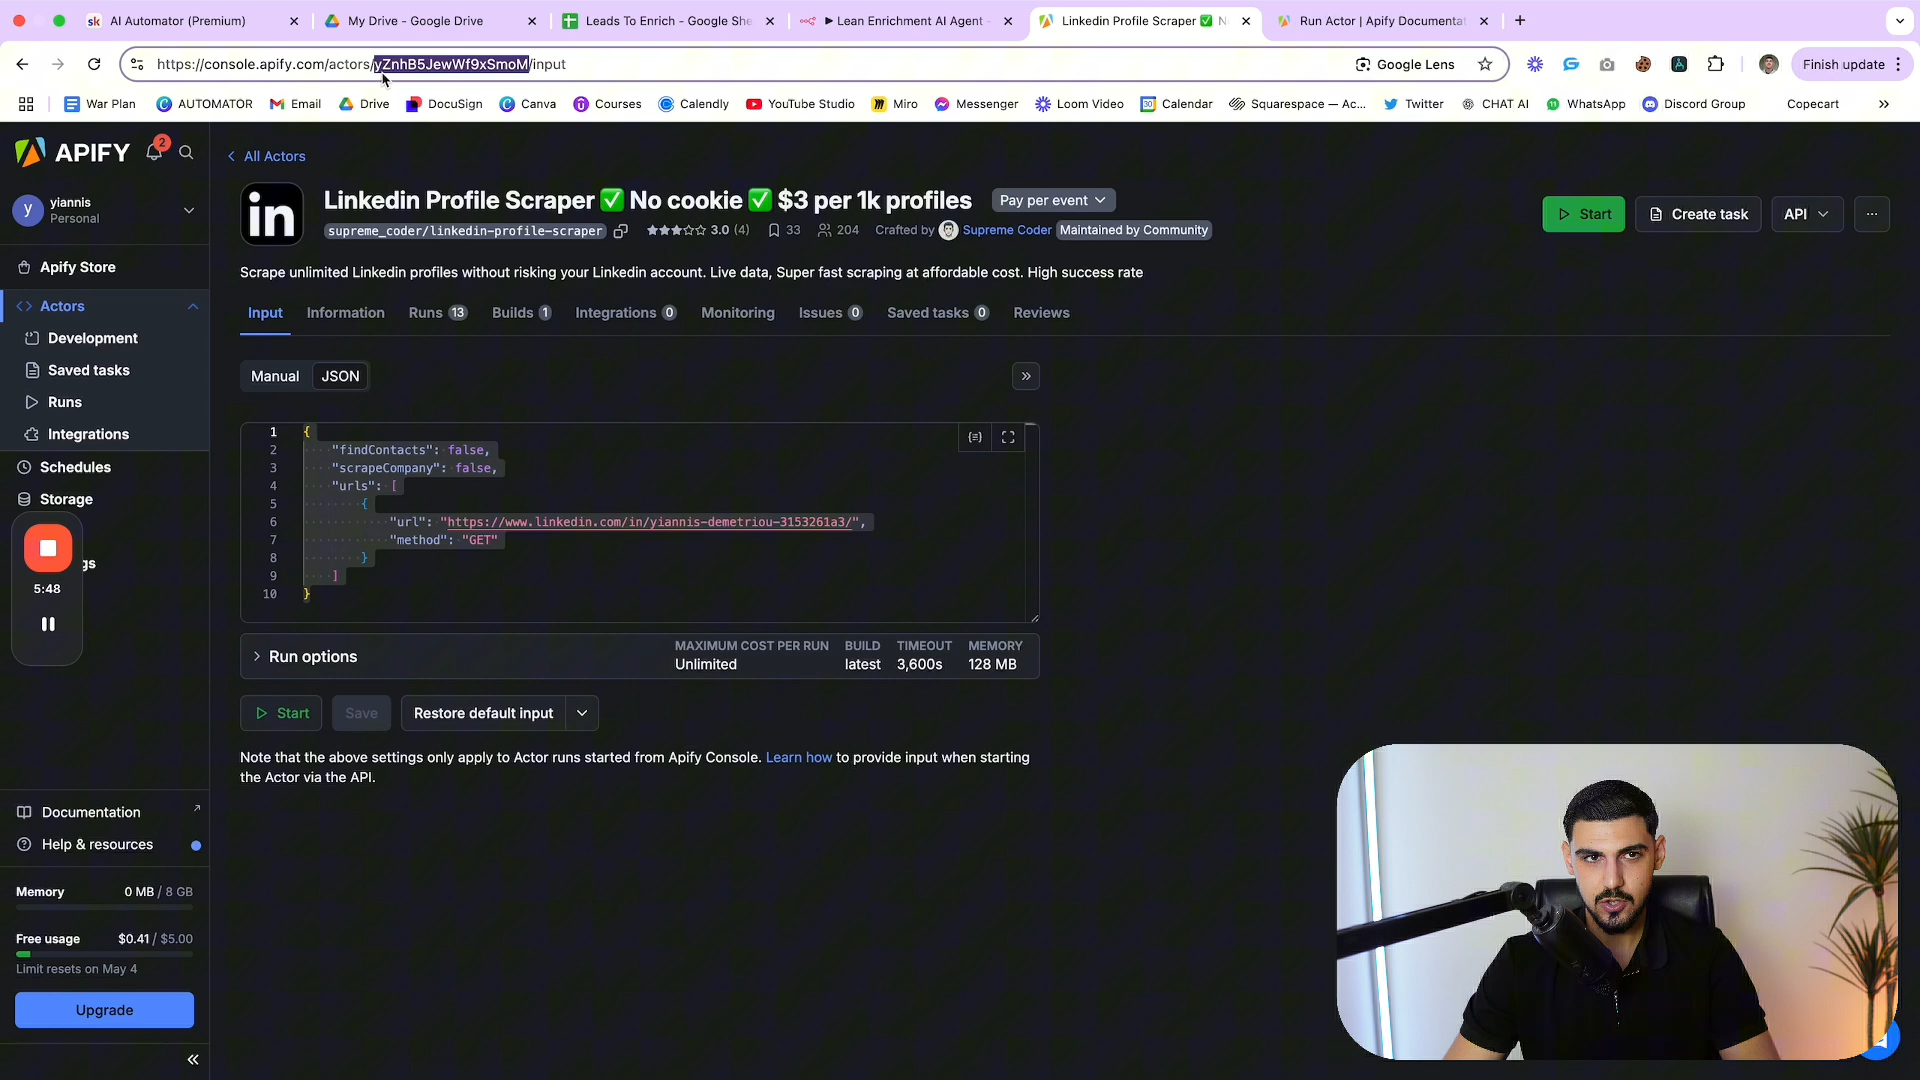 AI Automator (Premium)
My Drive - Google Drive
Leads To Enrich - Google She
Lean Enrichment AI Agent -
Linkedin Profile Scraper ✅ N
Run Actor | Apify Documentat
https://console.apify.com/actors/yZnhB5JewWf9xSmoM/input
Google Lens
Finish update
War Plan
AUTOMATOR
Email
Drive
DocuSign
Canva
Courses
Calendly
YouTube Studio
Miro
Messenger
Loom Video
Calendar
Squarespace — Ac...
Twitter
CHAT AI
WhatsApp
Discord Group
Copecart
APIFY
2
y
yiannis
Personal
Apify Store
Actors
Development
Saved tasks
Runs
Integrations
Schedules
Storage
gs
5:48
Documentation
Help & resources
Memory 0 MB / 8 GB
Free usage $0.41 / $5.00
Limit resets on May 4
Upgrade
All Actors
in
Linkedin Profile Scraper ✅ No cookie ✅ $3 per 1k profiles
Pay per event
supreme_coder/linkedin-profile-scraper
3.0 (4)
33
204
Crafted by Supreme Coder
Maintained by Community
Start
Create task
API
...
Scrape unlimited Linkedin profiles without risking your Linkedin account. Live data, Super fast scraping at affordable cost. High success rate
Input
Information
Runs 13
Builds 1
Integrations 0
Monitoring
Issues 0
Saved tasks 0
Reviews
Manual
JSON
1 {
2 "findContacts": false,
3 "scrapeCompany": false,
4 "urls": [
5 {
6 "url": "https://www.linkedin.com/in/yiannis-demetriou-3153261a3/",
7 "method": "GET"
8 }
9 ]
10 }
Run options
MAXIMUM COST PER RUN
Unlimited
BUILD
latest
TIMEOUT
3,600s
MEMORY
128 MB
Start
Save
Restore default input
Note that the above settings only apply to Actor runs started from Apify Console. Learn how to provide input when starting
the Actor via the API.